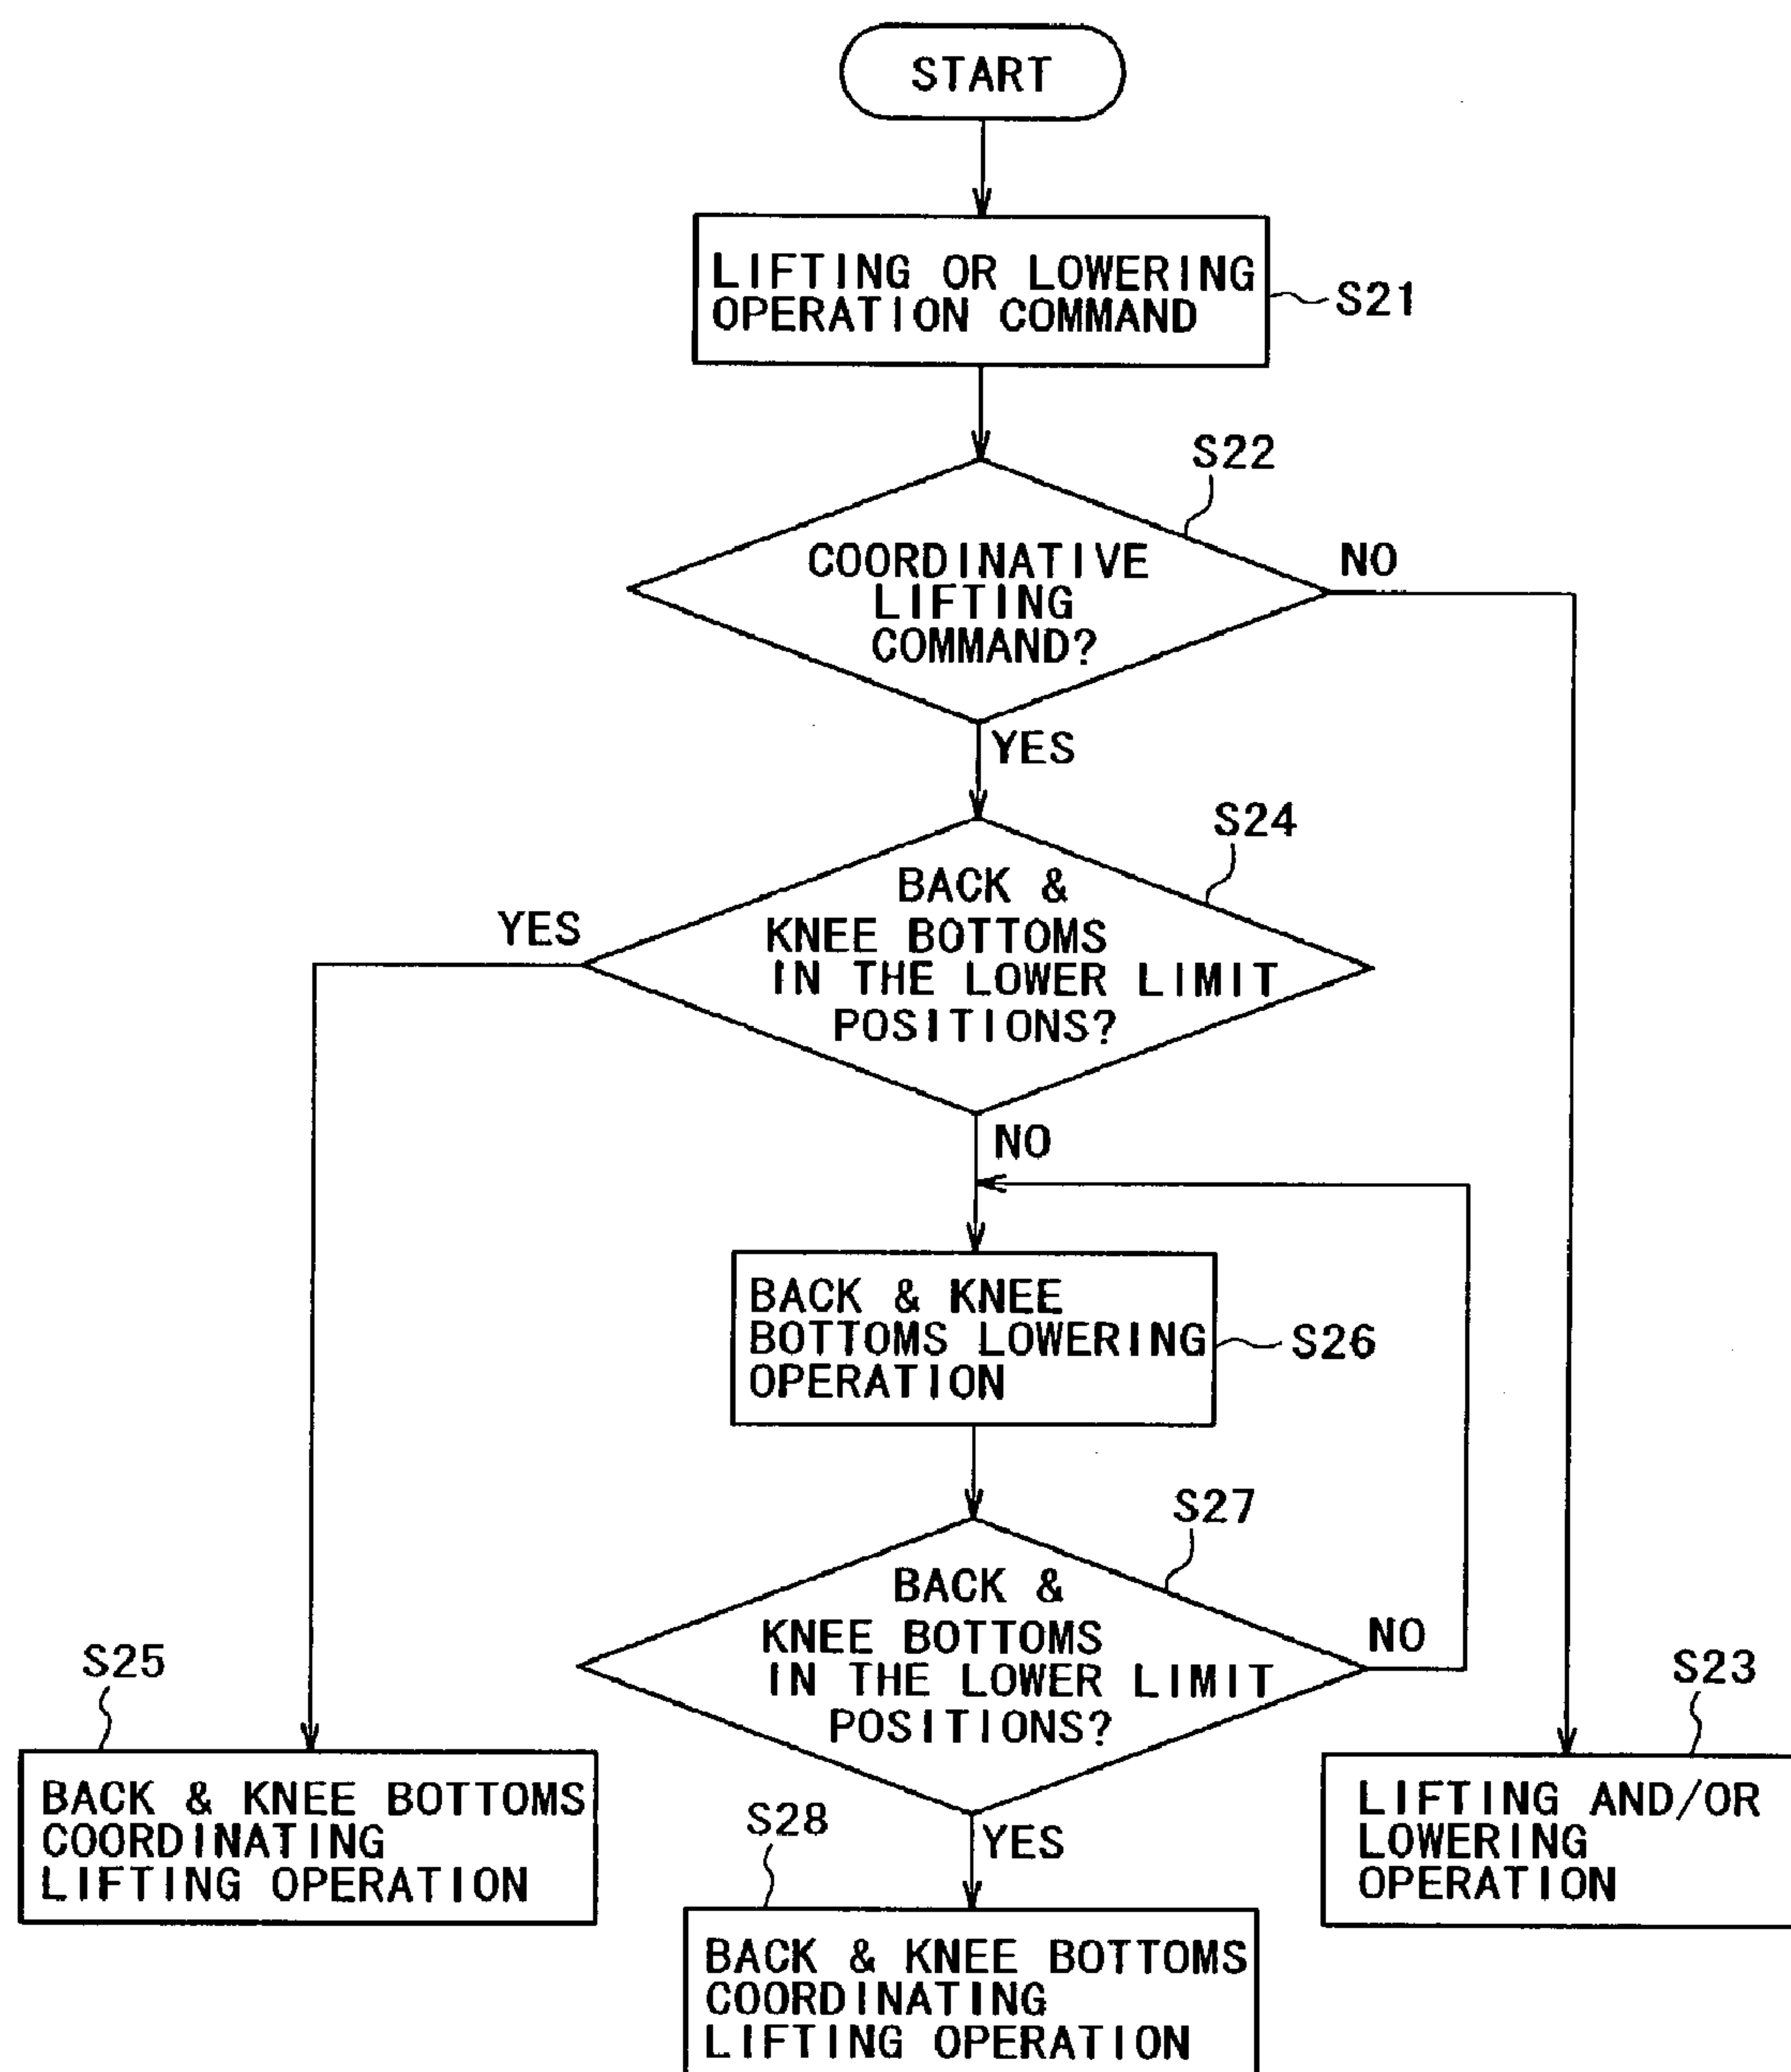 START
LIFTING OR LOWERING
OPERATION COMMAND
S21
S22
COORDINATIVE
LIFTING
COMMAND?
NO
YES
S24
BACK &
KNEE BOTTOMS
IN THE LOWER LIMIT
POSITIONS?
YES
NO
BACK & KNEE
BOTTOMS LOWERING
OPERATION
S26
S27
BACK &
KNEE BOTTOMS
IN THE LOWER LIMIT
POSITIONS?
NO
YES
S25
BACK & KNEE BOTTOMS
COORDINATING
LIFTING OPERATION
S28
BACK & KNEE BOTTOMS
COORDINATING
LIFTING OPERATION
S23
LIFTING AND/OR
LOWERING
OPERATION